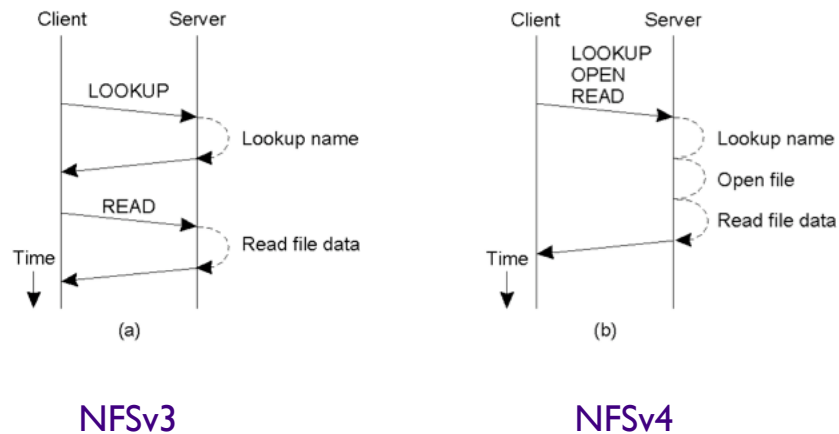 Client
Server
LOOKUP
Lookup name
READ
Read file data
Time
(a)
NFSv3
Client
Server
LOOKUP
OPEN
READ
Lookup name
Open file
Read file data
Time
(b)
NFSv4